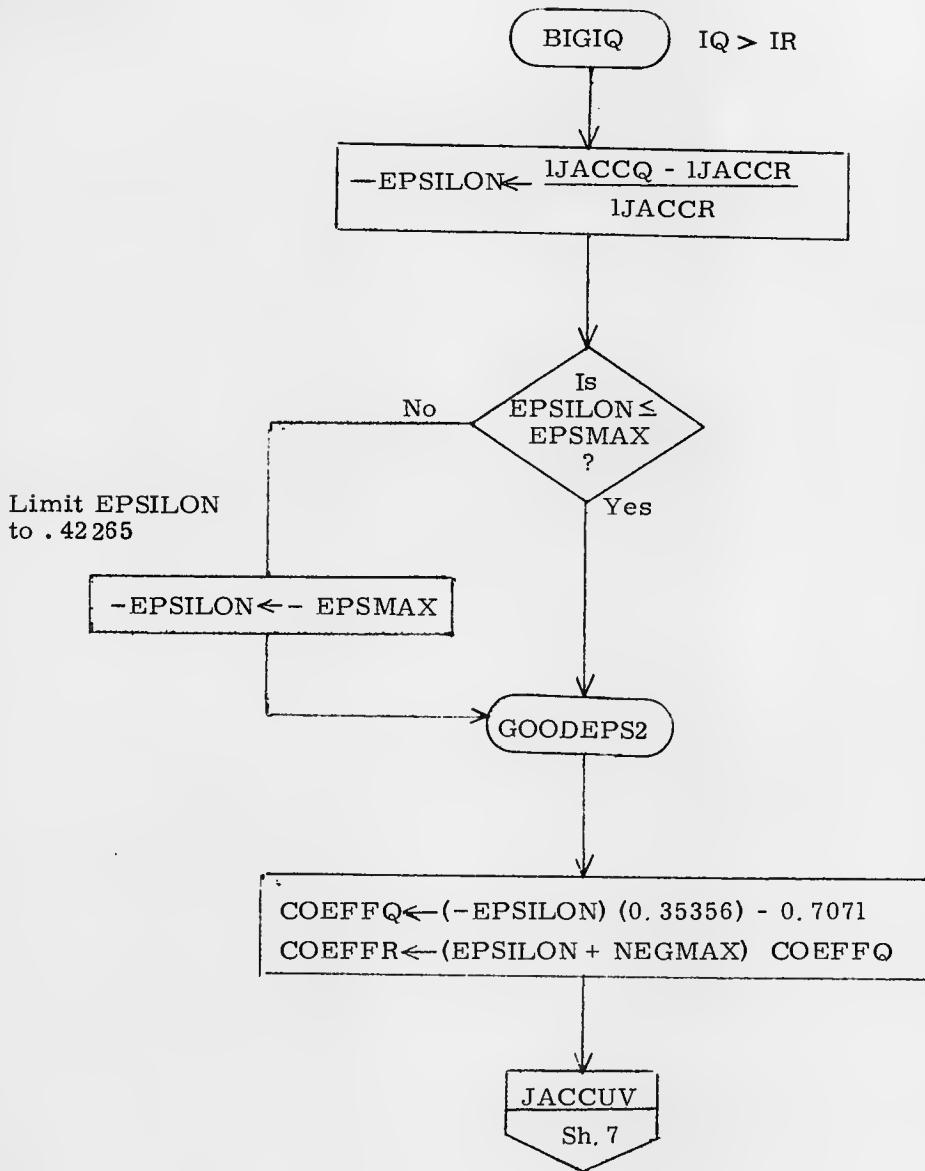 BIGIQ IQ > IR
1JACCQ - 1JACCR
—EPSILON←
1JACCR
Is
EPSILON ≤
EPSMAX
?
No
Yes
Limit EPSILON
to .42265
-EPSILON←- EPSMAX
GOODEPS2
COEFFQ←(-EPSILON) (0.35356) - 0.7071
COEFFR←(EPSILON + NEGMAX) COEFFQ
JACCUV
Sh. 7